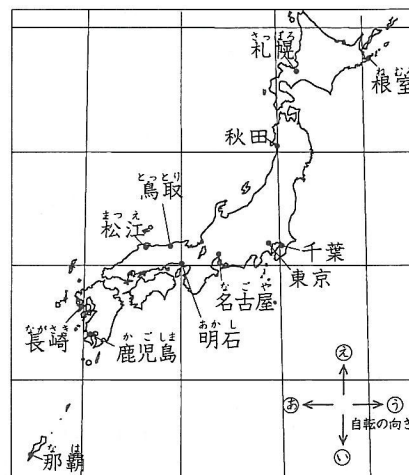 さっぽろ
札幌
ねむろ
根室
秋田
とっとり
鳥取
まつえ
松江
千葉
東京
なごや
名古屋
あかし
明石
ながさき
長崎
かごしま
鹿児島
なは
那覇
え
あ
う
自転の向き
い